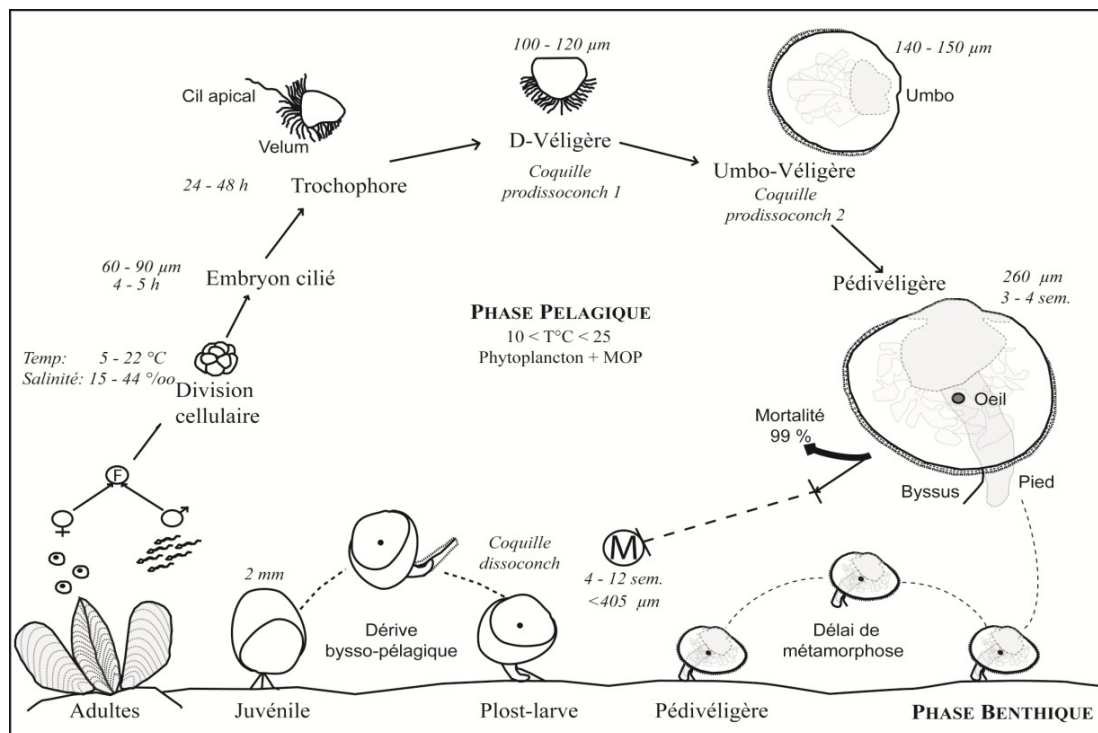 100 - 120 µm
140 - 150 µm
Cil apical
Velum
Umbo
D-Véligère
24 - 48 h
Trochophore
Coquille
prodissoconch 1
Umbo-Véligère
Coquille
prodissoconch 2
60 - 90 µm
4 - 5 h
Embryon cilié
Pédivéligère
260 µm
3 - 4 sem.
PHASE PELAGIQUE
10 < T°C < 25
Phytoplancton + MOP
Temp: 5 - 22 °C
Salinité: 15 - 44 °/oo
Division
cellulaire
Oeil
Mortalité
99 %
Byssus
Pied
F
♀
♂
Coquille
dissoconch
M
4 - 12 sem.
<405 µm
2 mm
Dérive
bysso-pélagique
Délai de
métamorphose
Adultes
Juvénile
Plost-larve
Pédivéligère
PHASE BENTHIQUE